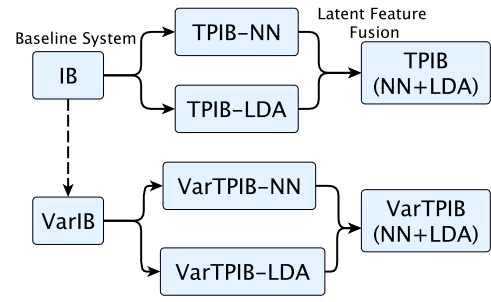 Baseline System
IB
TPIB-NN
TPIB-LDA
Latent Feature
Fusion
TPIB
(NN+LDA)
VarIB
VarTPIB-NN
VarTPIB-LDA
VarTPIB
(NN+LDA)